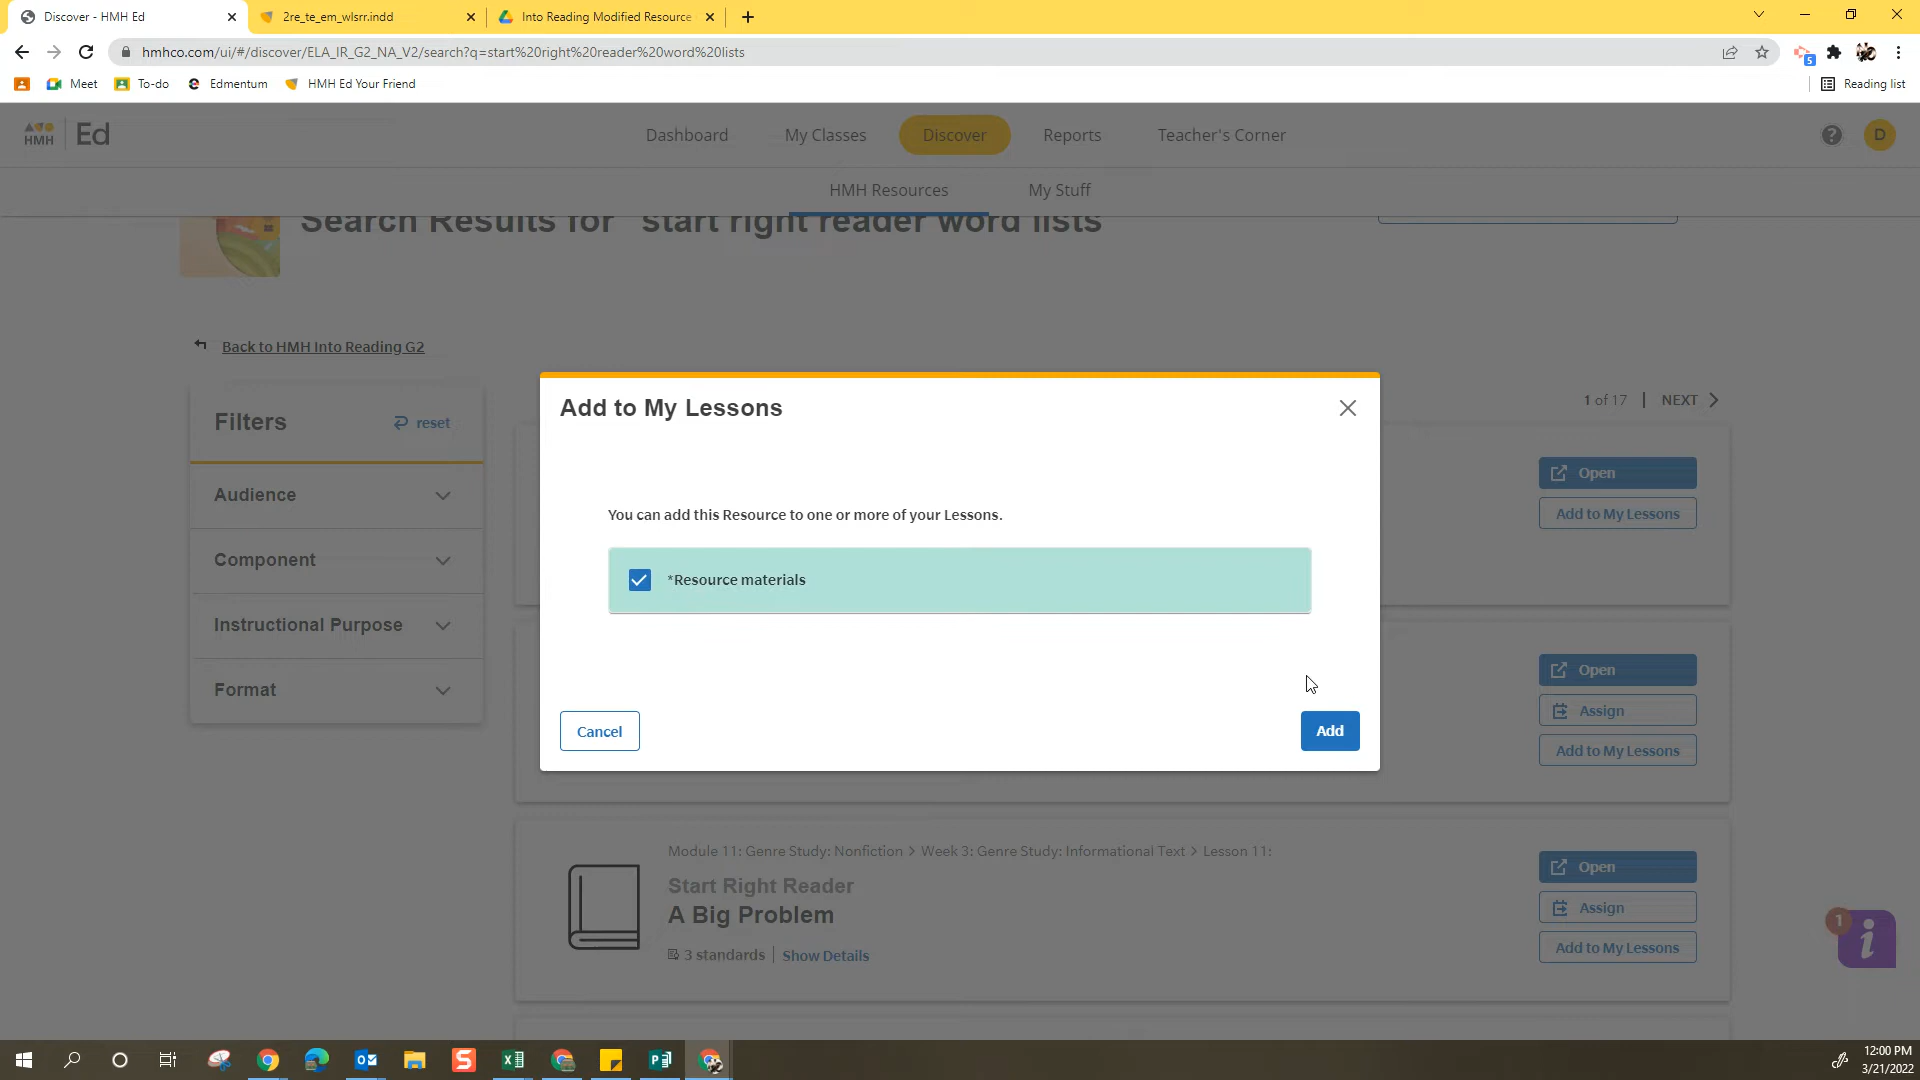 Discover - HMH Ed
2re_te_em_wlsrr.indd
Into Reading Modified Resource
hmhco.com/ui/#/discover/ELA_IR_G2_NA_V2/search?q=start%20right%20reader%20word%20lists
5
Meet
To-do
Edmentum
HMH Ed Your Friend
Reading list
HMH
Ed
Dashboard
My Classes
Discover
Reports
Teacher's Corner
?
D
HMH Resources
My Stuff
Search Results for "start right reader word lists
Back to HMH Into Reading G2
Filters
reset
Audience
Component
Instructional Purpose
Format
1 of 17 | NEXT
Add to My Lessons
You can add this Resource to one or more of your Lessons.
*Resource materials
Cancel
Add
Open
Add to My Lessons
Open
Assign
Add to My Lessons
Module 11: Genre Study: Nonfiction > Week 3: Genre Study: Informational Text > Lesson 11:
Start Right Reader
A Big Problem
3 standards | Show Details
Open
Assign
Add to My Lessons
1
i
12:00 PM
3/21/2022